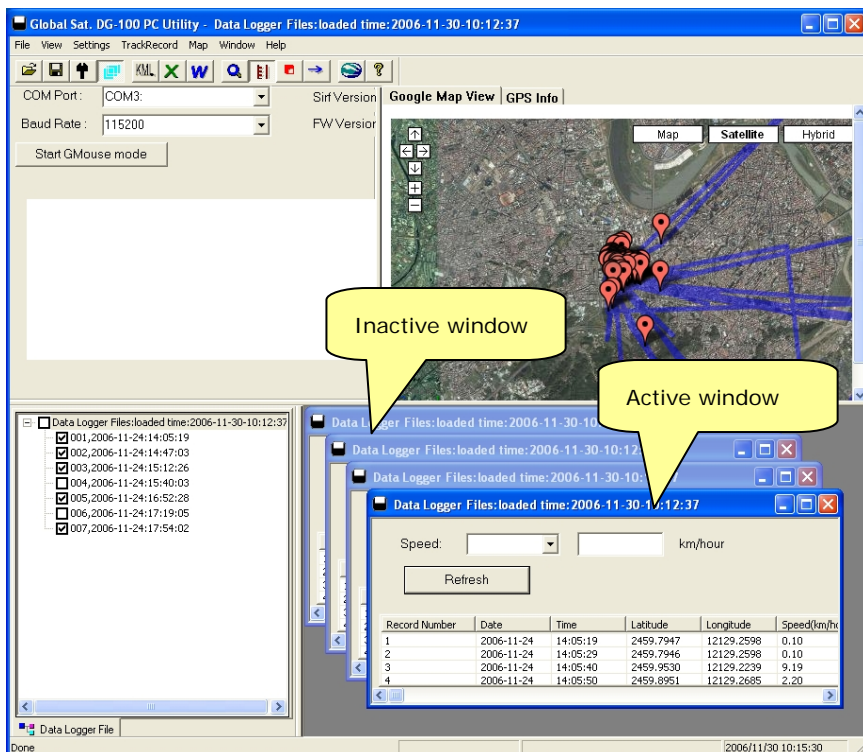 Global Sat. DG-100 PC Utility - Data Logger Files:loaded time:2006-11-30-10:12:37
File View Settings TrackRecord Map Window Help
KML X W ?
COM Port : COM3: Sirf Version
Baud Rate : 115200 FW Version
Start GMouse mode
Google Map View GPS Info
Map Satellite Hybrid
Inactive window
Active window
Data Logger Files:loaded time:2006-11-30-10:12:37
001,2006-11-24:14:05:19
002,2006-11-24:14:47:03
003,2006-11-24:15:12:26
004,2006-11-24:15:40:03
005,2006-11-24:16:52:28
006,2006-11-24:17:19:05
007,2006-11-24:17:54:02
Data Logger File
Data Logger Files:loaded time:2006-11-30-10
Data Logger Files:loaded time:2006-11-30-10:12:
Data Logger Files:loaded time:2006-11-30-10: 37
Data Logger Files:loaded time:2006-11-30-10:12:37
Speed: km/hour
Refresh
Record Number Date Time Latitude Longitude Speed(km/ho
1 2006-11-24 14:05:19 2459.7947 12129.2598 0.10
2 2006-11-24 14:05:29 2459.7946 12129.2598 0.10
3 2006-11-24 14:05:40 2459.9530 12129.2239 9.19
4 2006-11-24 14:05:50 2459.8951 12129.2685 2.20
Done 2006/11/30 10:15:30